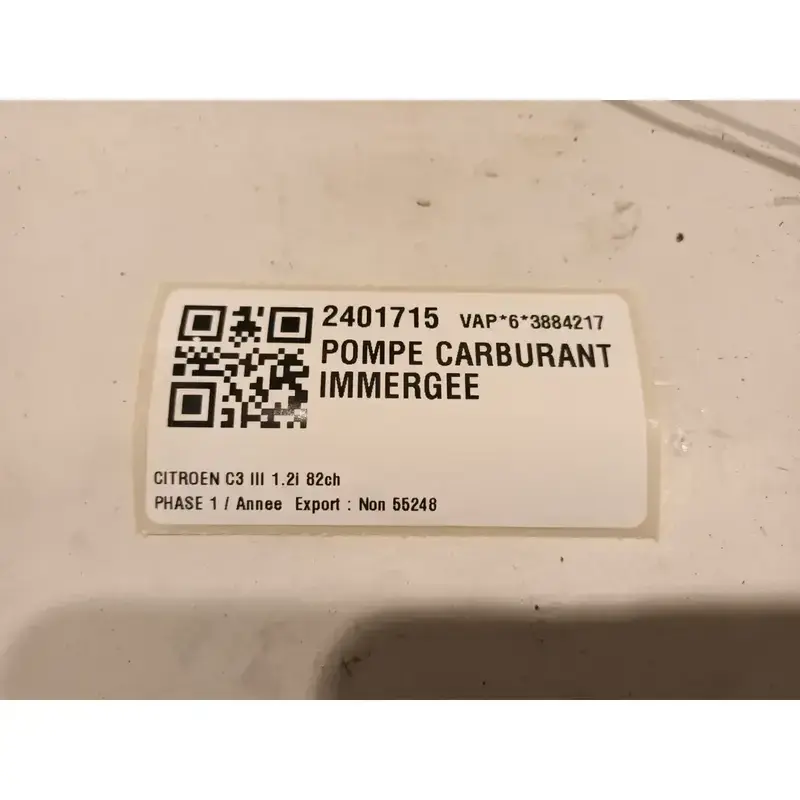 2401715 VAP*6*3884217
POMPE CARBURANT
IMMERGEE
CITROEN C3 III 1.2i 82ch
PHASE 1 / Annee Export : Non 55248